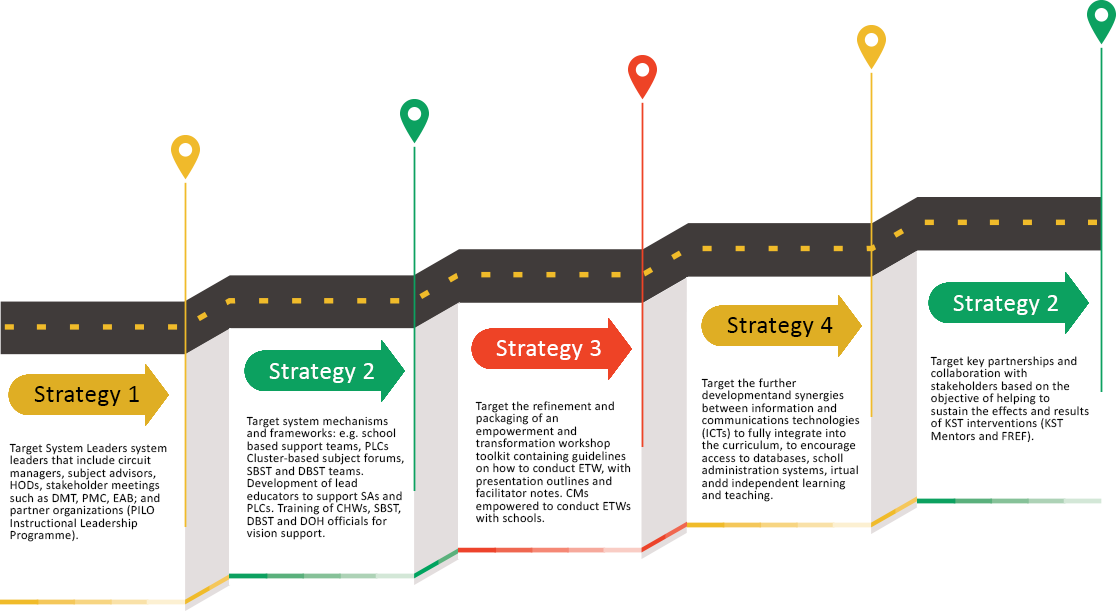 Strategy 1
Target System Leaders system
leaders that include circuit
managers, subject advisors,
HODs, stakeholder meetings
such as DMT, PMC, EAB; and
partner organizations (PILO
Instructional Leadership
Programme).
Strategy 2
Target system mechanisms
and frameworks: e.g. school
based support teams, PLCs
Cluster-based subject forums,
SBST and DBST teams.
Development of lead
educators to support SAs and
PLCs. Training of CHWs, SBST,
DBST and DOH officials for
vision support.
Strategy 3
Target the refinement and
packaging of an
empowerment and
transformation workshop
toolkit containing guidelines
on how to conduct ETW, with
presentation outlines and
facilitator notes. CMs
empowered to conduct ETWs
with schools.
Strategy 4
Target the further
developmentand synergies
between information and
communications technologies
(ICTs) to fully integrate into
the curriculum, to encourage
access to databases, scholl
administration systems, irtual
andd independent learning
and teaching.
Strategy 2
Target key partnerships and
collaboration with
stakeholders based on the
objective of helping to
sustain the effects and results
of KST interventions (KST
Mentors and FREF).